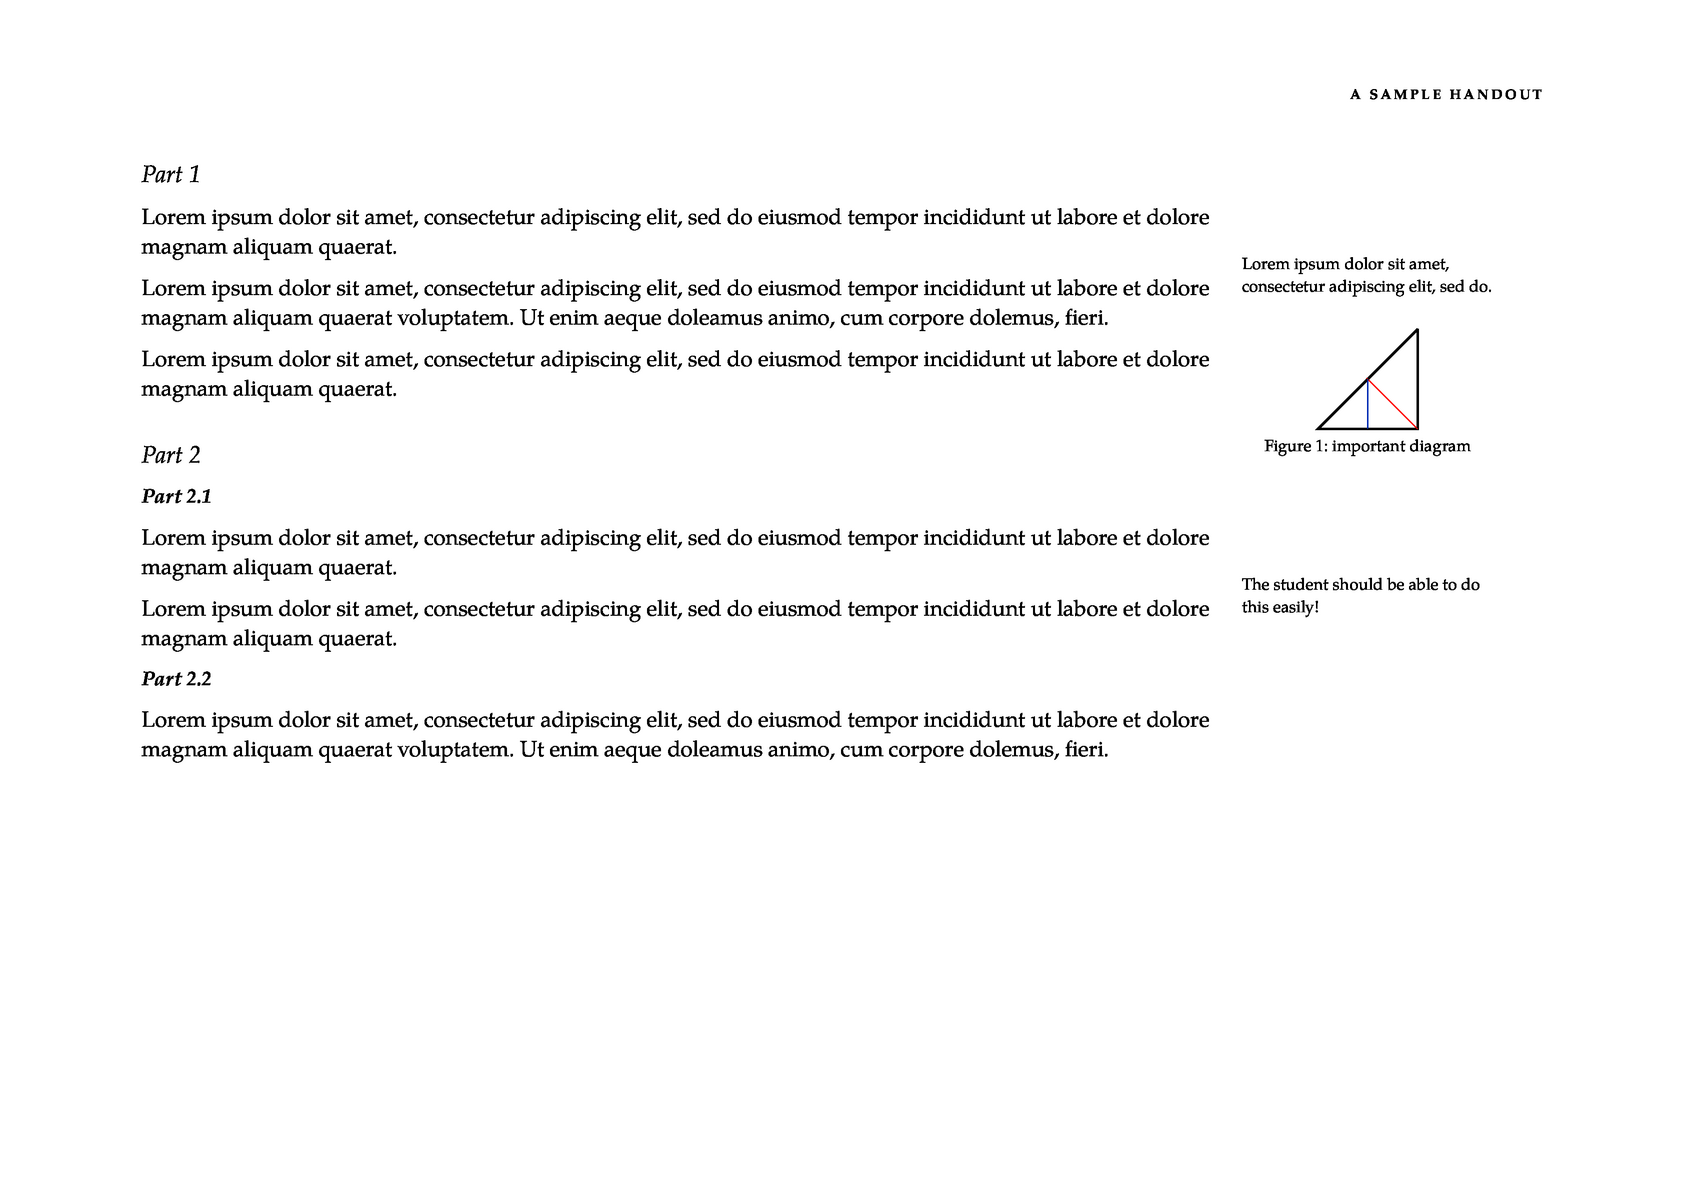 A SAMPLE HANDOUT
Part 1
Lorem ipsum dolor sit amet, consectetur adipiscing elit, sed do eiusmod tempor incididunt ut labore et dolore
magnam aliquam quaerat.
Lorem ipsum dolor sit amet, consectetur adipiscing elit, sed do eiusmod tempor incididunt ut labore et dolore
magnam aliquam quaerat voluptatem. Ut enim aeque doleamus animo, cum corpore dolemus, fieri.
Lorem ipsum dolor sit amet, consectetur adipiscing elit, sed do eiusmod tempor incididunt ut labore et dolore
magnam aliquam quaerat.
Lorem ipsum dolor sit amet,
consectetur adipiscing elit, sed do.
Figure 1: important diagram
Part 2
Part 2.1
Lorem ipsum dolor sit amet, consectetur adipiscing elit, sed do eiusmod tempor incididunt ut labore et dolore
magnam aliquam quaerat.
Lorem ipsum dolor sit amet, consectetur adipiscing elit, sed do eiusmod tempor incididunt ut labore et dolore
magnam aliquam quaerat.
The student should be able to do
this easily!
Part 2.2
Lorem ipsum dolor sit amet, consectetur adipiscing elit, sed do eiusmod tempor incididunt ut labore et dolore
magnam aliquam quaerat voluptatem. Ut enim aeque doleamus animo, cum corpore dolemus, fieri.